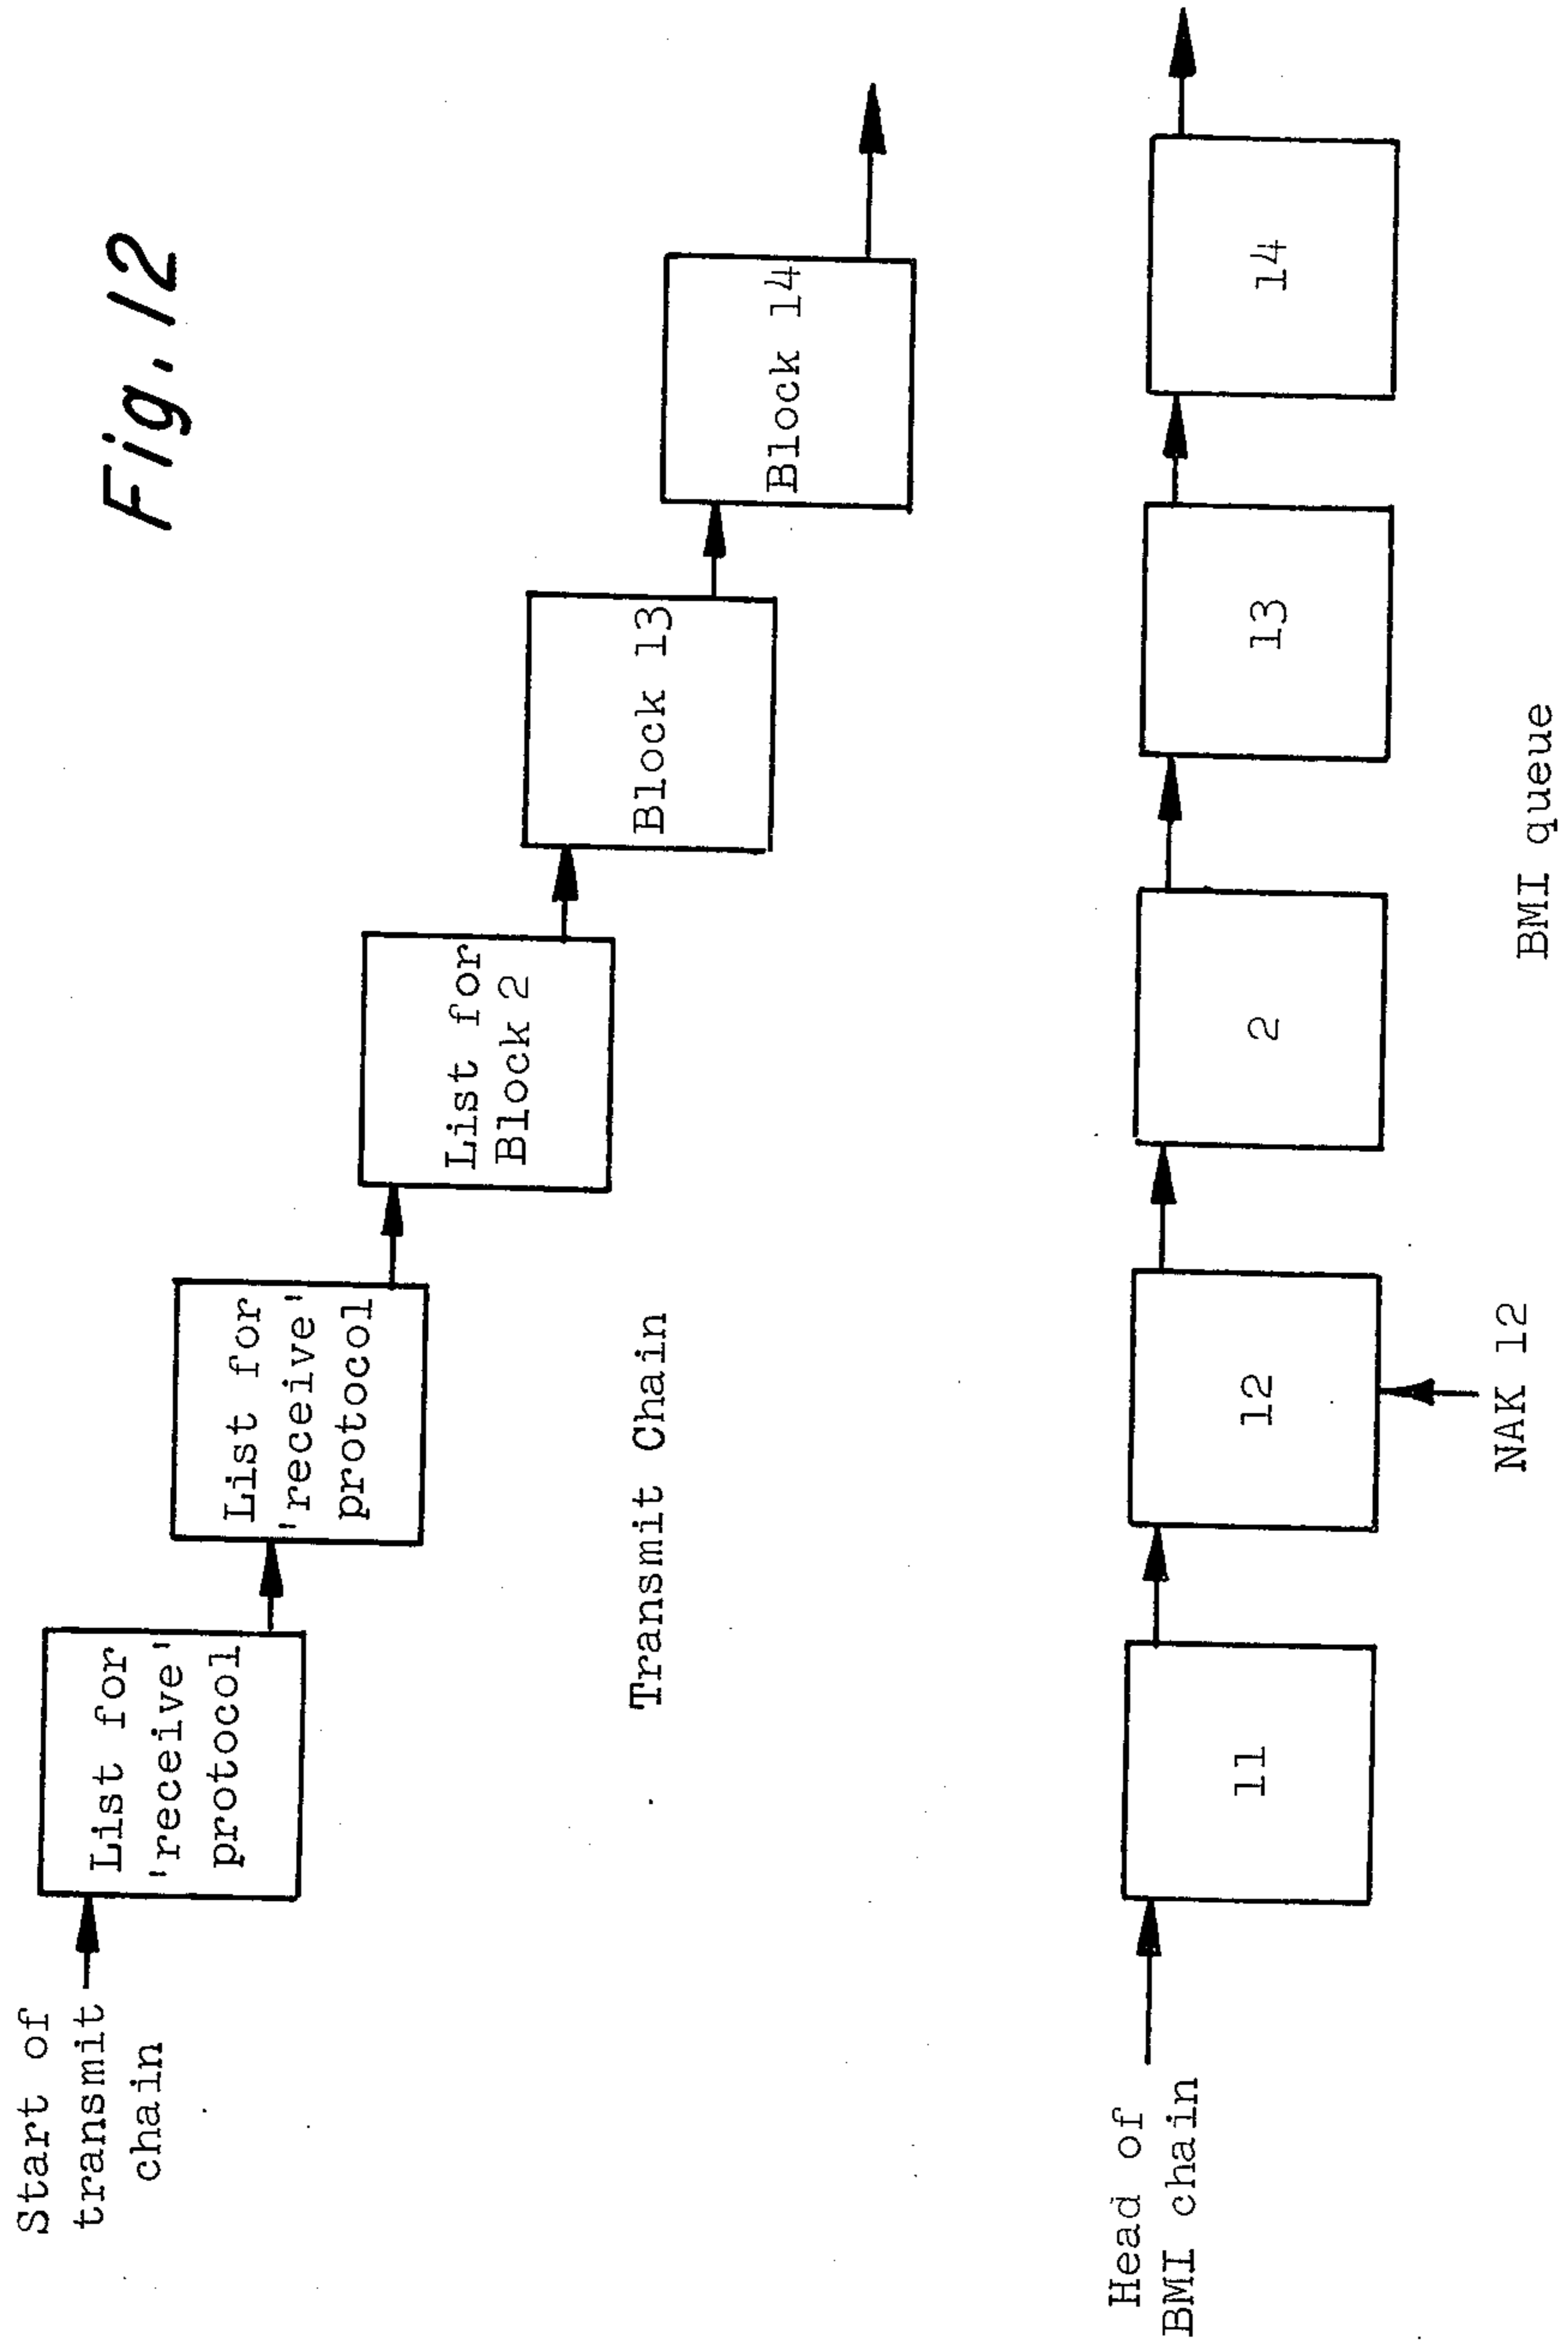 Fig. 12
Start of
transmit
chain
List for
'receive'
protocol
List for
'receive'
protocol
List for
Block 2
Block 13
Block 14
Transmit Chain
Head of
BMI chain
11
12
2
13
14
NAK 12
BMI queue